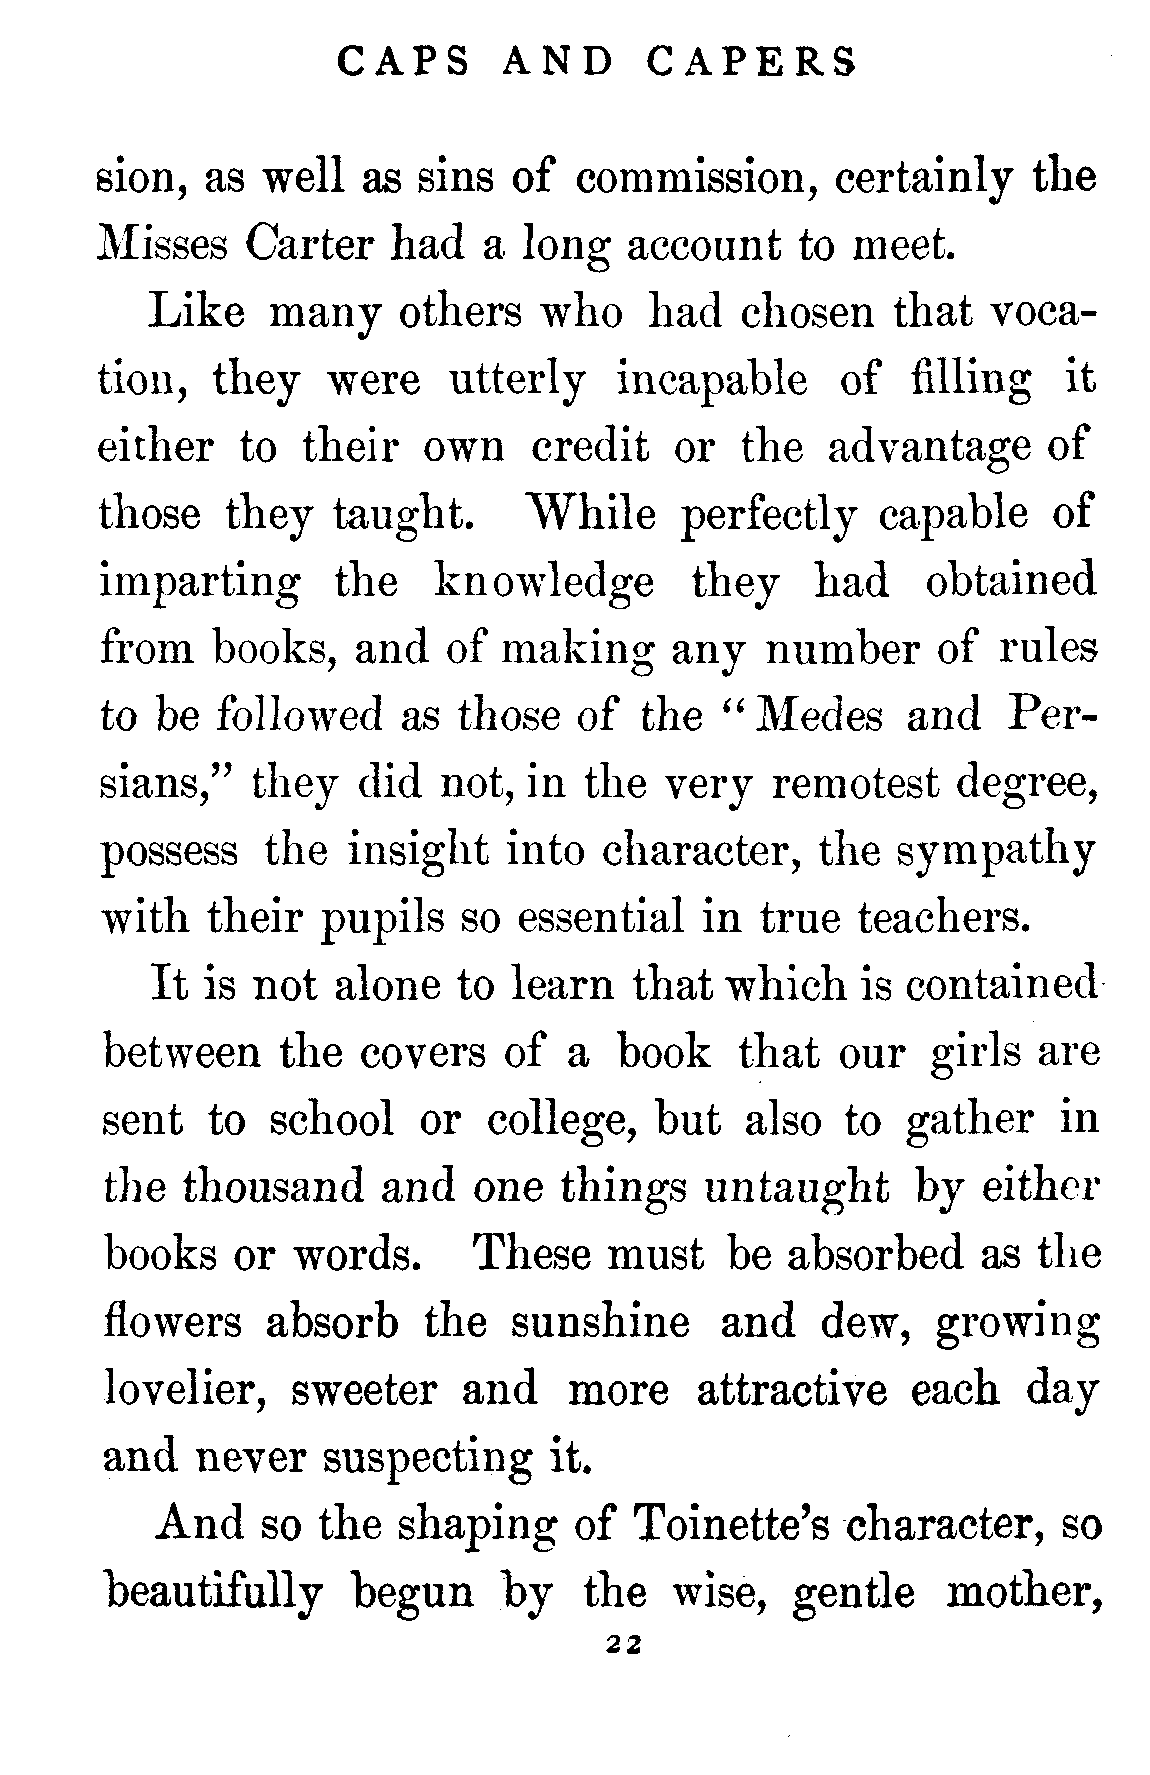 CAPS AND CAPERS
sion, as well as sins of commission, certainly the
Misses Carter had a long account to meet.
Like many others who had chosen that voca-
tion, they were utterly incapable of filling it
either to their own credit or the advantage of
those they taught. While perfectly capable of
imparting the knowledge they had obtained
from books, and of making any number of rules
to be followed as those of the “Medes and Per-
sians,” they did not, in the very remotest degree,
possess the insight into character, the sympathy
with their pupils so essential in true teachers.
It is not alone to learn that which is contained
between the covers of a book that our girls are
sent to school or college, but also to gather in
the thousand and one things untaught by either
books or words. These must be absorbed as the
flowers absorb the sunshine and dew, growing
lovelier, sweeter and more attractive each day
and never suspecting it.
And so the shaping of Toinette’s character, so
beautifully begun by the wise, gentle mother,
22